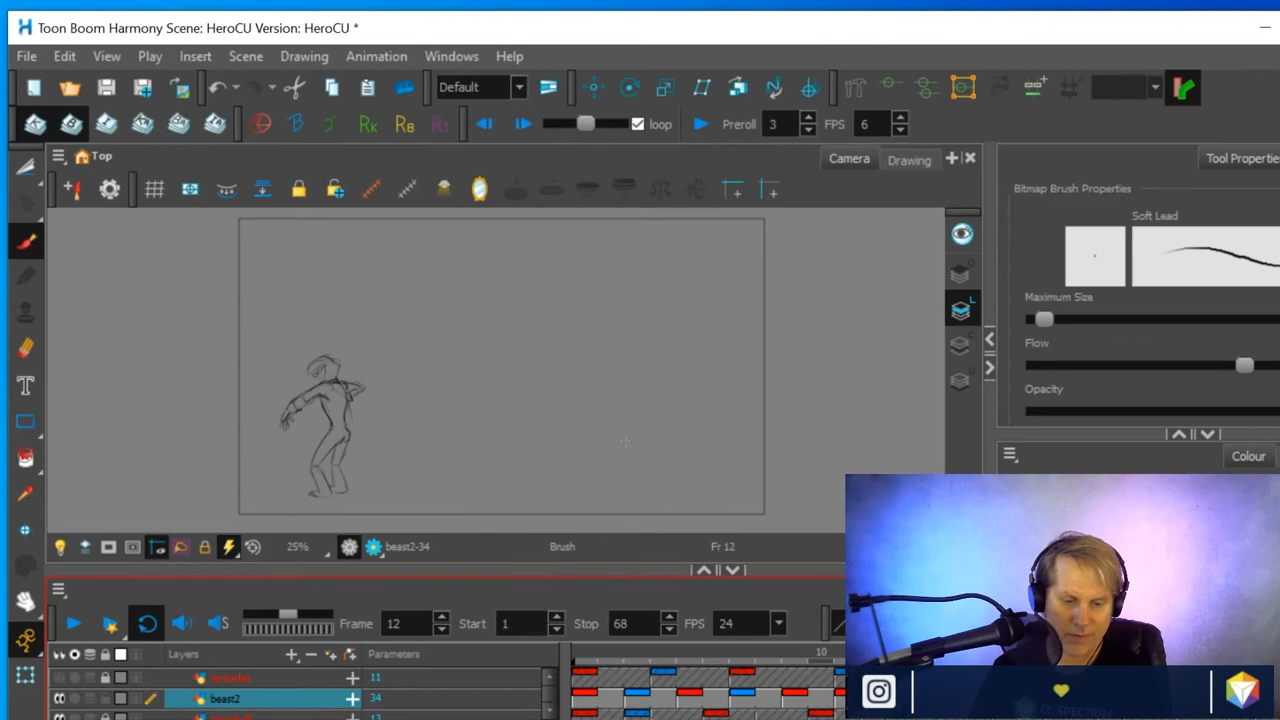 Toon Boom Harmony Scene: HeroCU Version: HeroCU *
File Edit View Play Insert Scene Drawing Animation Windows Help
Default
RK RB
loop Preroll 3 FPS 6
Top Camera Drawing
Tool Properties
Bitmap Brush Properties
Soft Lead
Maximum Size
Flow
Opacity
Colour
25% beast2-34 Brush Fr 12
Frame 12 Start 1 Stop 68 FPS 24
Layers Parameters 10
11
beast2 34
13